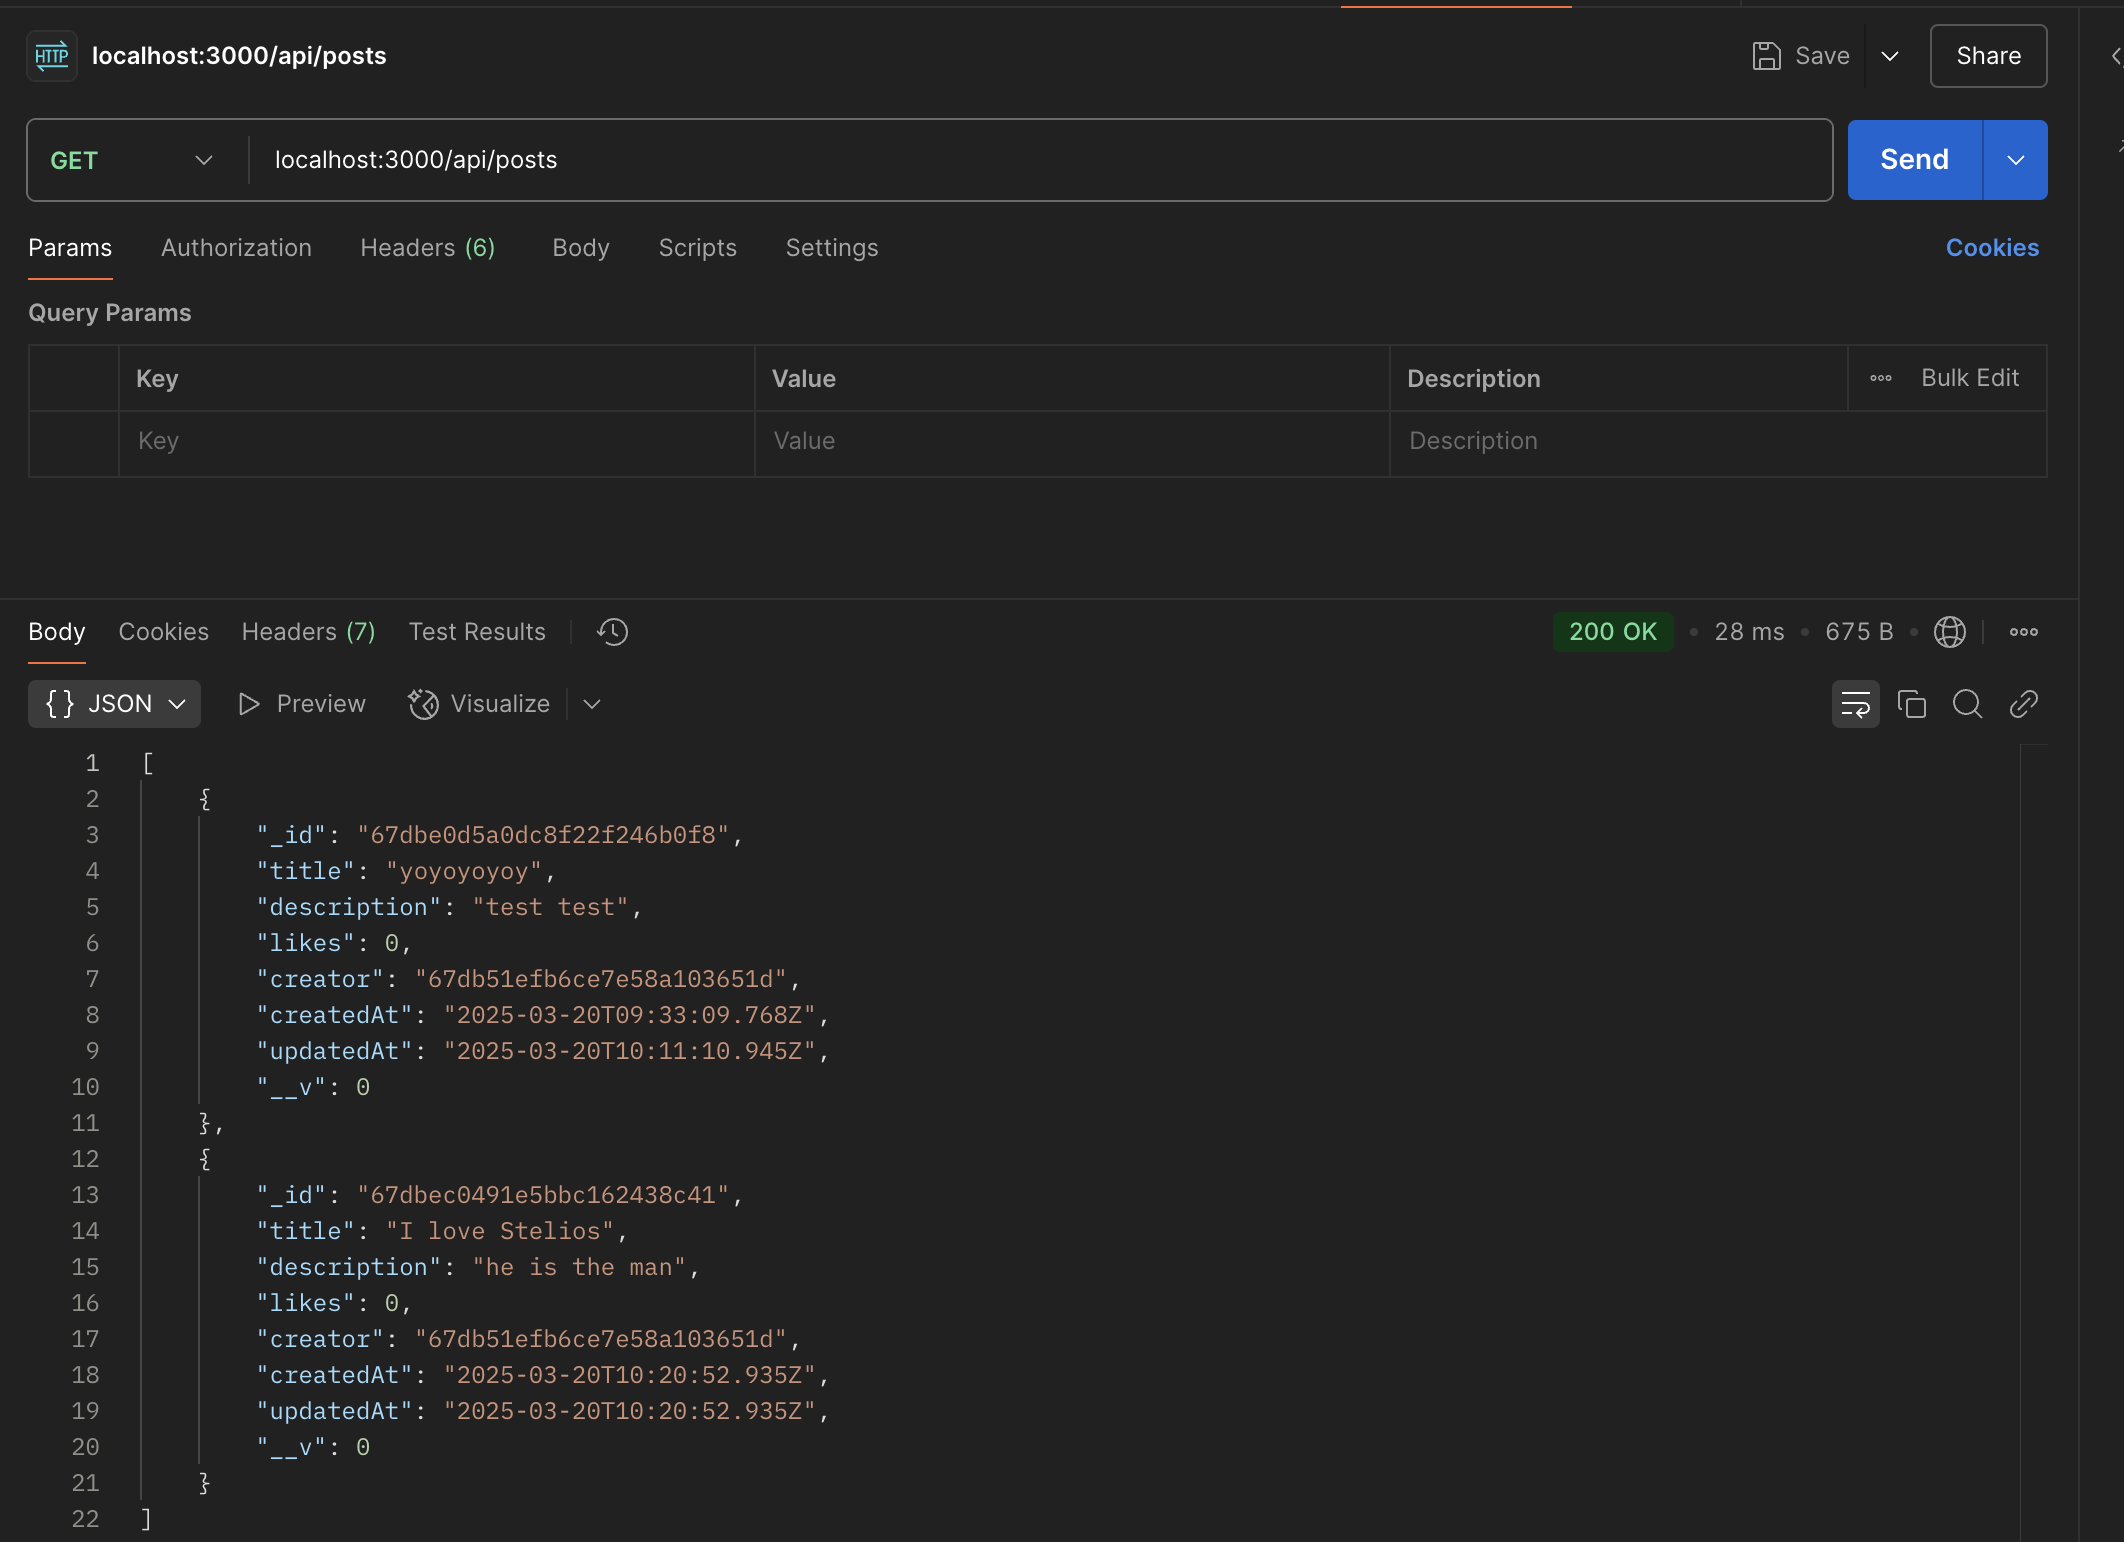 HTTP localhost:3000/api/posts Save Share
GET localhost:3000/api/posts Send
Params Authorization Headers (6) Body Scripts Settings Cookies
Query Params
Key Value Description Bulk Edit
Key Value Description
Body Cookies Headers (7) Test Results 200 OK • 28 ms • 675 B •
{} JSON Preview Visualize
1 [
2 {
3 "_id": "67dbe0d5a0dc8f22f246b0f8",
4 "title": "yoyoyoyoy",
5 "description": "test test",
6 "likes": 0,
7 "creator": "67db51efb6ce7e58a103651d",
8 "createdAt": "2025-03-20T09:33:09.768Z",
9 "updatedAt": "2025-03-20T10:11:10.945Z",
10 "__v": 0
11 },
12 {
13 "_id": "67dbec0491e5bbc162438c41",
14 "title": "I love Stelios",
15 "description": "he is the man",
16 "likes": 0,
17 "creator": "67db51efb6ce7e58a103651d",
18 "createdAt": "2025-03-20T10:20:52.935Z",
19 "updatedAt": "2025-03-20T10:20:52.935Z",
20 "__v": 0
21 }
22 ]